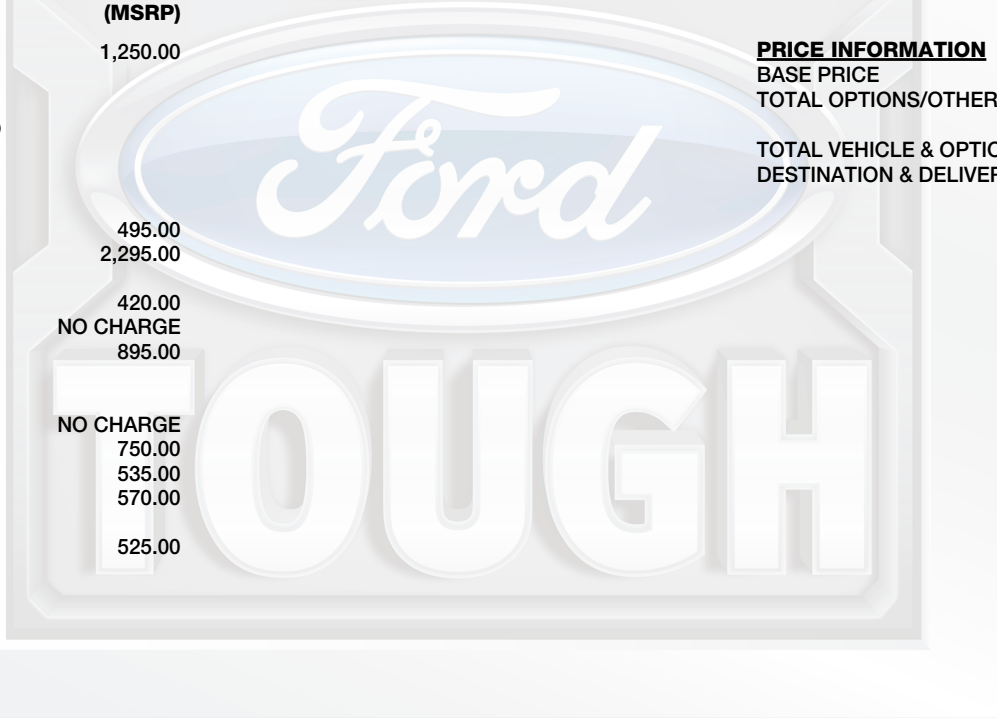 (MSRP)
1,250.00
495.00
2,295.00
420.00
NO CHARGE
895.00
NO CHARGE
750.00
535.00
570.00
525.00
PRICE INFORMATION
BASE PRICE
TOTAL OPTIONS/OTHER
TOTAL VEHICLE & OPTIO
DESTINATION & DELIVER
Ford
TOUGH